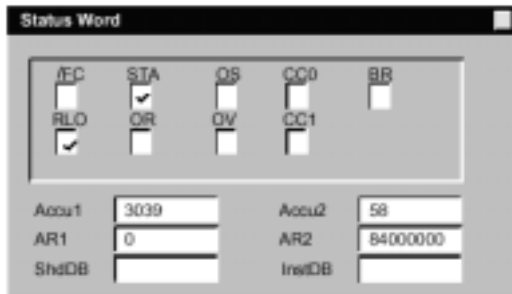 Status Word
/FC STA OS CC0 BR
RLO OR OV CC1
Accu1 3039 Accu2 58
AR1 0 AR2 84000000
ShdDB InstDB